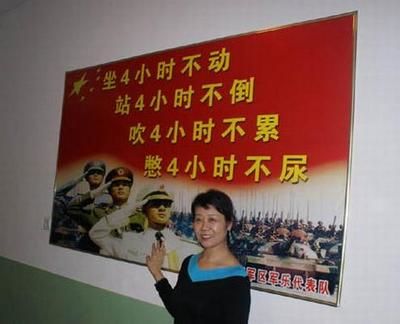 坐4小时不动
站4小时不倒
吹4小时不累
憋4小时不尿
军区军乐代表队